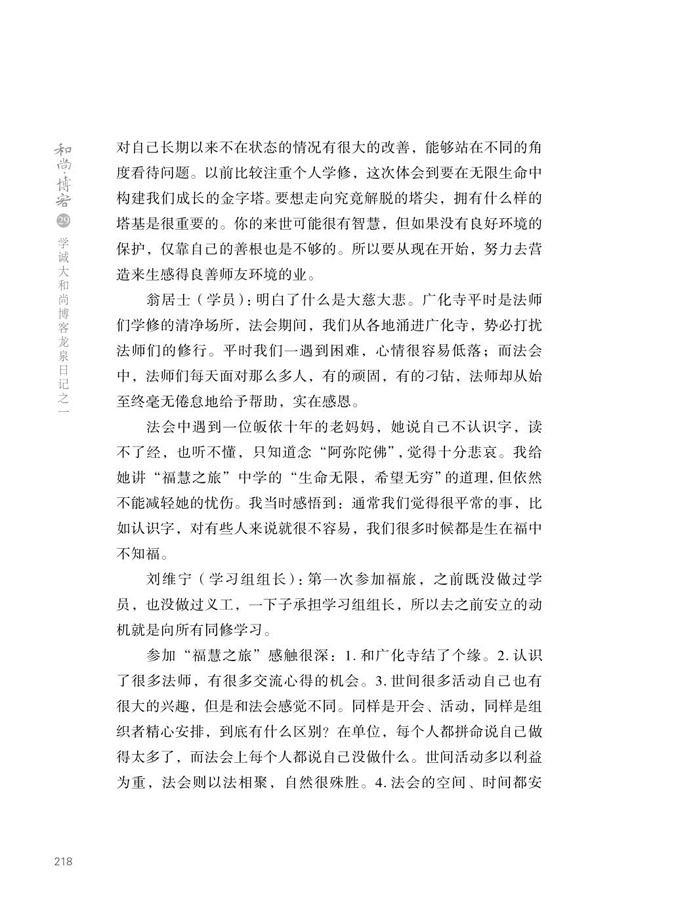 和尚·博客
29
学诚大和尚博客龙泉日记之一
对自己长期以来不在状态的情况有很大的改善，能够站在不同的角
度看待问题。以前比较注重个人学修，这次体会到要在无限生命中
构建我们成长的金字塔。要想走向究竟解脱的塔尖，拥有什么样的
塔基是很重要的。你的来世可能很有智慧，但如果没有良好环境的
保护，仅靠自己的善根也是不够的。所以要从现在开始，努力去营
造来生感得良善师友环境的业。
翁居士（学员）：明白了什么是大慈大悲。广化寺平时是法师
们学修的清净场所，法会期间，我们从各地涌进广化寺，势必打扰
法师们的修行。平时我们一遇到困难，心情很容易低落；而法会
中，法师们每天面对那么多人，有的顽固，有的刁钻，法师却从始
至终毫无倦怠地给予帮助，实在感恩。
法会中遇到一位皈依十年的老妈妈，她说自己不认识字，读
不了经，也听不懂，只知道念“阿弥陀佛”，觉得十分悲哀。我给
她讲“福慧之旅”中学的“生命无限，希望无穷”的道理，但依然
不能减轻她的忧伤。我当时感悟到：通常我们觉得很平常的事，比
如认识字，对有些人来说就很不容易，我们很多时候都是生在福中
不知福。
刘维宁（学习组组长）：第一次参加福旅，之前既没做过学
员，也没做过义工，一下子承担学习组组长，所以去之前安立的动
机就是向所有同修学习。
参加“福慧之旅”感触很深：1.和广化寺结了个缘。2.认识
了很多法师，有很多交流心得的机会。3.世间很多活动自己也有
很大的兴趣，但是和法会感觉不同。同样是开会、活动，同样是组
织者精心安排，到底有什么区别？在单位，每个人都拼命说自己做
得太多了，而法会上每个人都说自己没做什么。世间活动多以利益
为重，法会则以法相聚，自然很殊胜。4.法会的空间、时间都安
218